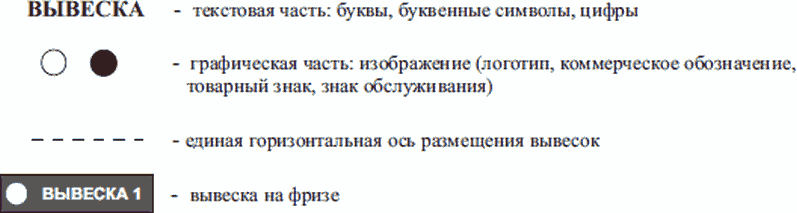 ВЫВЕСКА - текстовая часть: буквы, буквенные символы, цифры
- графическая часть: изображение (логотип, коммерческое обозначение,
товарный знак, знак обслуживания)
- единая горизонтальная ось размещения вывесок
ВЫВЕСКА 1 - вывеска на фризе